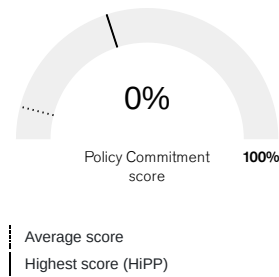 0%
Policy Commitment 100%
score
Average score
Highest score (HiPP)